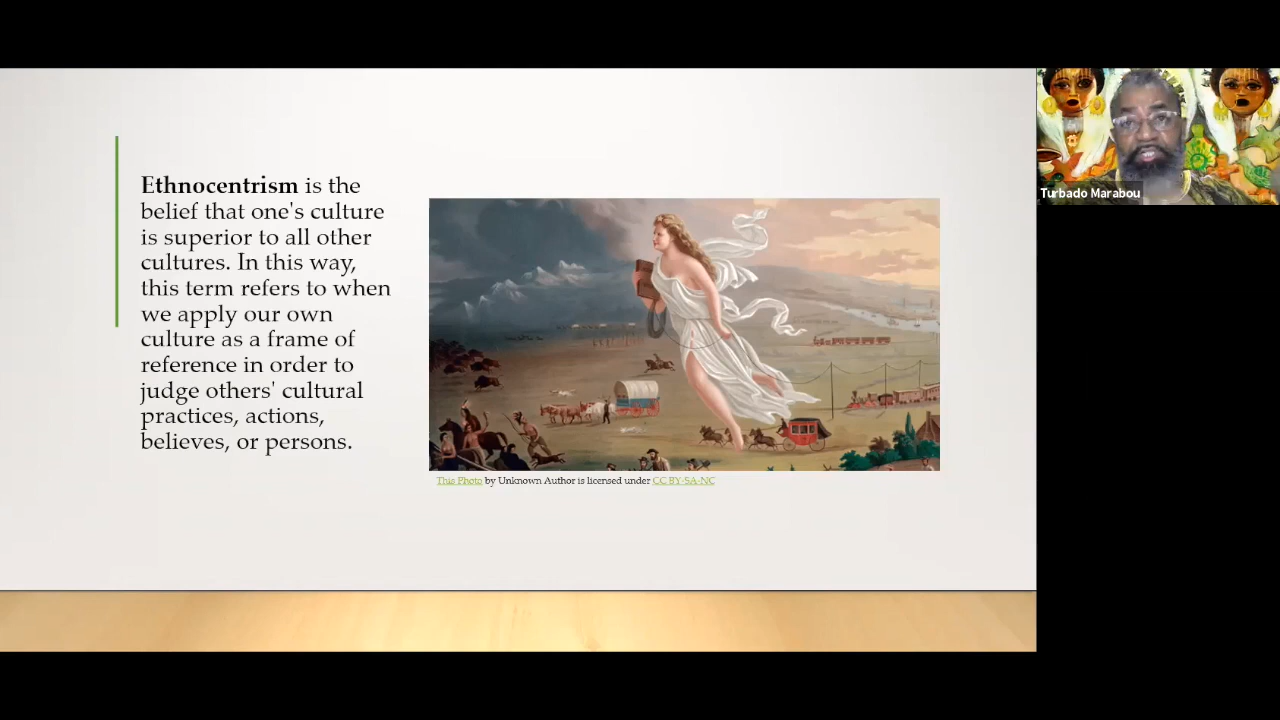 Ethnocentrism is the
belief that one's culture
is superior to all other
cultures. In this way,
this term refers to when
we apply our own
culture as a frame of
reference in order to
judge others' cultural
practices, actions,
believes, or persons.
This Photo by Unknown Author is licensed under CC BY-SA-NC
Turbado Marabou